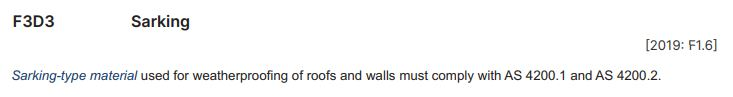 F3D3 Sarking
[2019: F1.6]
Sarking-type material used for weatherproofing of roofs and walls must comply with AS 4200.1 and AS 4200.2.